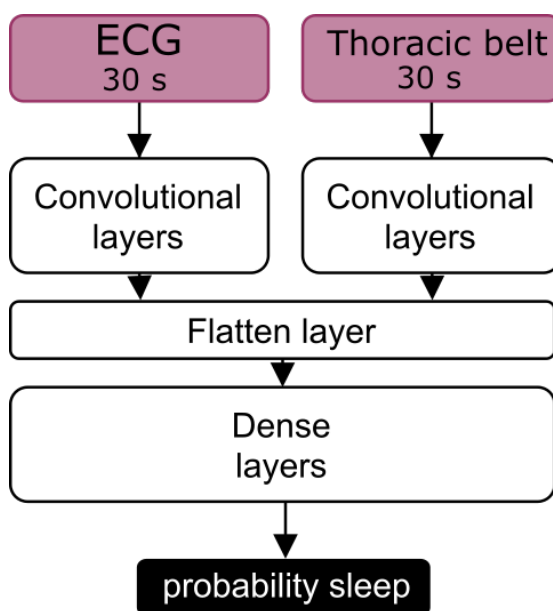 ECG
30 s
Thoracic belt
30 s
Convolutional
layers
Convolutional
layers
Flatten layer
Dense
layers
probability sleep